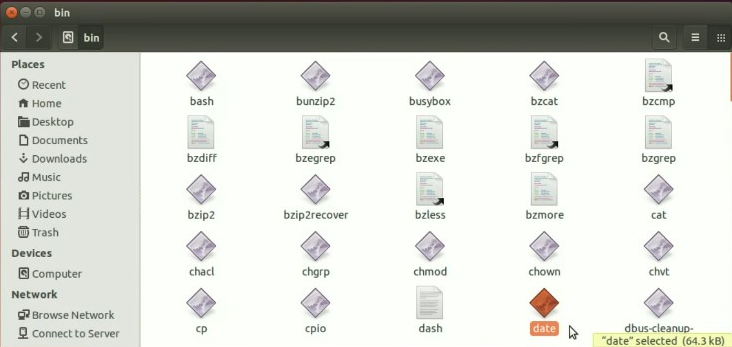 bin
bin
Places
Recent
Home
Desktop
Documents
Downloads
Music
Pictures
Videos
Trash
Devices
Computer
Network
Browse Network
Connect to Server
bash bunzip2 busybox bzcat bzcmp
bzdiff bzegrep bzexe bzfgrep bzgrep
bzip2 bzip2recover bzless bzmore cat
chacl chgrp chmod chown chvt
cp cpio dash date dbus-cleanup-
"date" selected (64.3 kB)